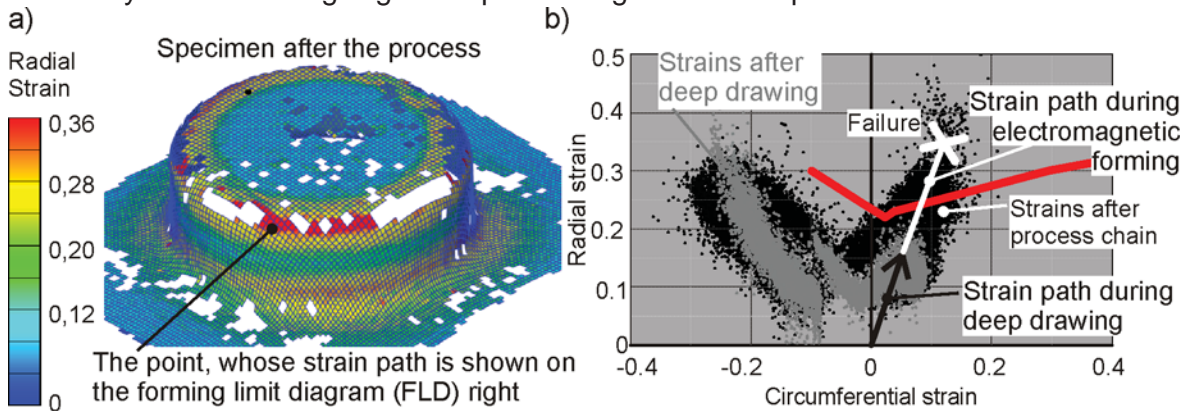 a)
Specimen after the process
Radial
Strain
0,36
0,28
0,20
0,12
0
The point, whose strain path is shown on
the forming limit diagram (FLD) right
b)
0.5
0.4
0.3
0.2
0.1
0
Radial strain
Strains after
deep drawing
Failure
Strain path during
electromagnetic
forming
Strains after
process chain
Strain path during
deep drawing
-0.4
-0.2
0
0.2
0.4
Circumferential strain